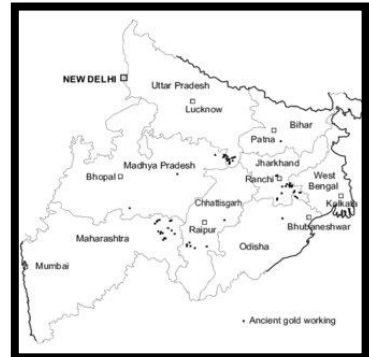 NEW DELHI
Uttar Pradesh
Lucknow
Bihar
Patna
Madhya Pradesh
Jharkhand
Bhopal
Ranchi
West
Bengal
Chhattisgarh
Kolkata
Maharashtra
Raipur
Bhubaneshwar
Odisha
Mumbai
Ancient gold working